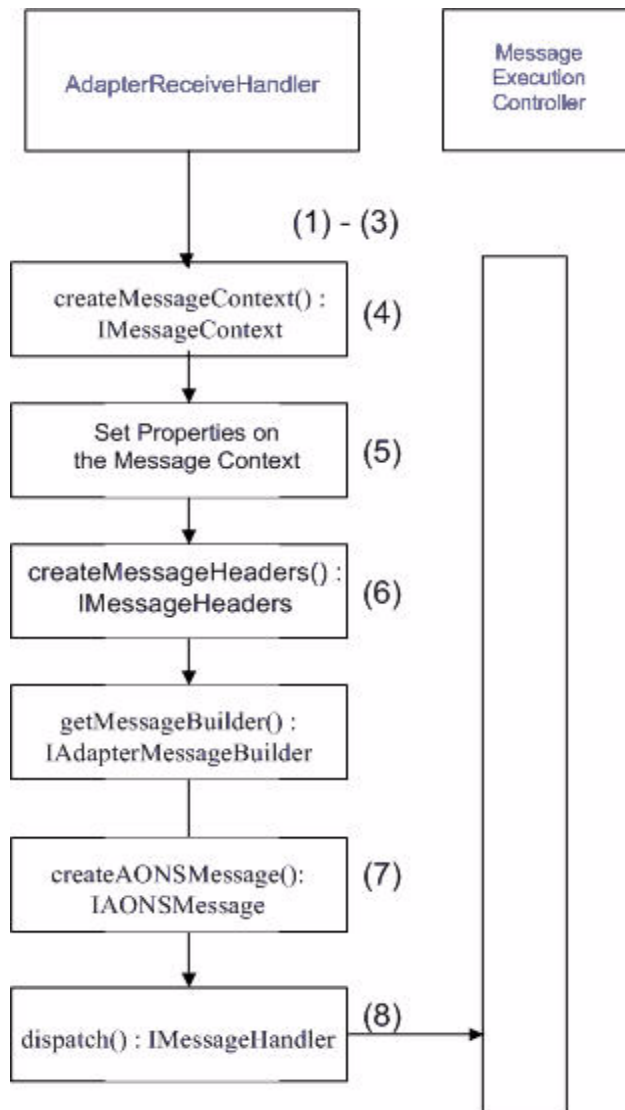 AdapterReceiveHandler
Message
Execution
Controller
(1) - (3)
createMessageContext() :
IMessageContext
(4)
Set Properties on
the Message Context
(5)
createMessageHeaders() :
IMessageHeaders
(6)
getMessageBuilder() :
IAdapterMessageBuilder
createAONSMessage():
IAONSMessage
(7)
dispatch() : IMessageHandler
(8)